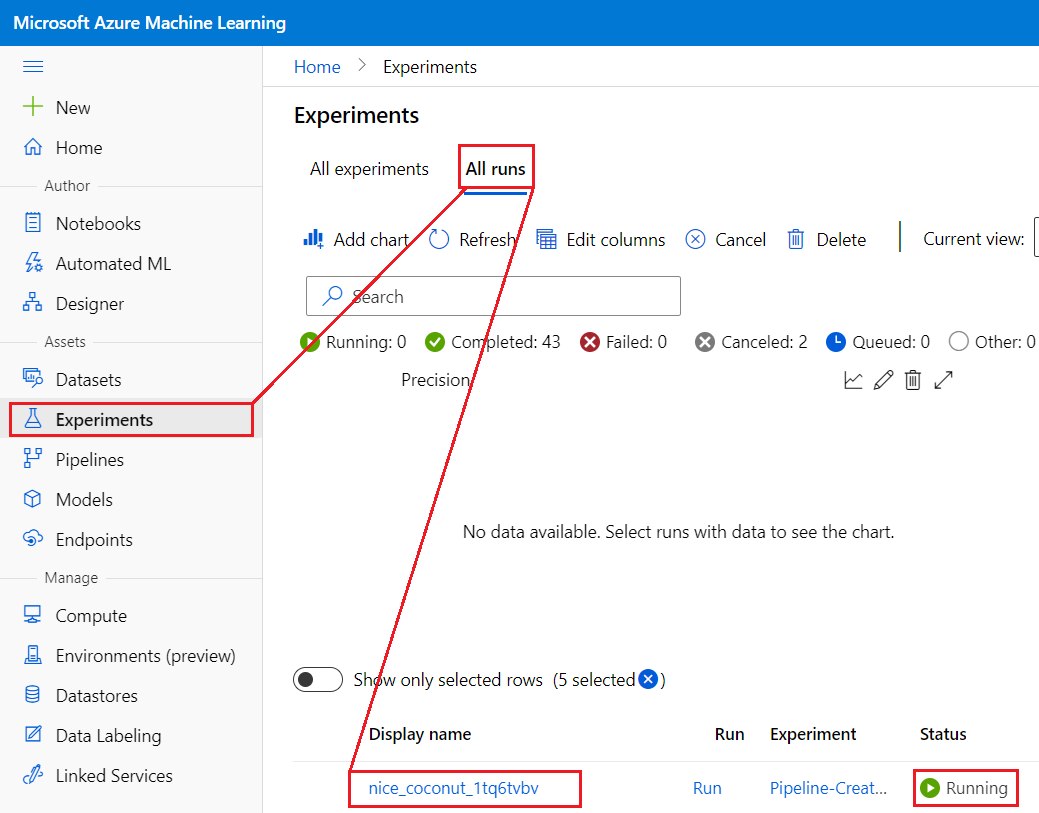 Microsoft Azure Machine Learning
New
Home
Author
Notebooks
Automated ML
Designer
Assets
Datasets
Experiments
Pipelines
Models
Endpoints
Manage
Compute
Environments (preview)
Datastores
Data Labeling
Linked Services
Home > Experiments
Experiments
All experiments All runs
Add chart Refresh Edit columns Cancel Delete Current view:
Search
Running: 0 Completed: 43 Failed: 0 Canceled: 2 Queued: 0 Other: 0
Precision
No data available. Select runs with data to see the chart.
Show only selected rows (5 selected )
Display name Run Experiment Status
nice_coconut_1tq6tvbv Run Pipeline-Creat... Running